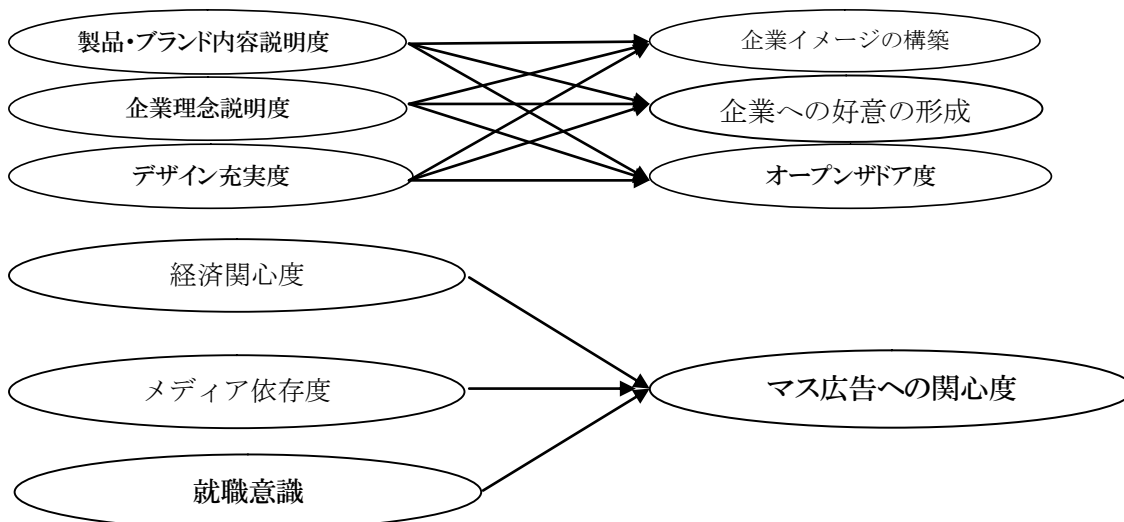 製品・ブランド内容説明度
企業イメージの構築
企業理念説明度
企業への好意の形成
デザイン充実度
オープンザドア度
経済関心度
メディア依存度
マス広告への関心度
就職意識